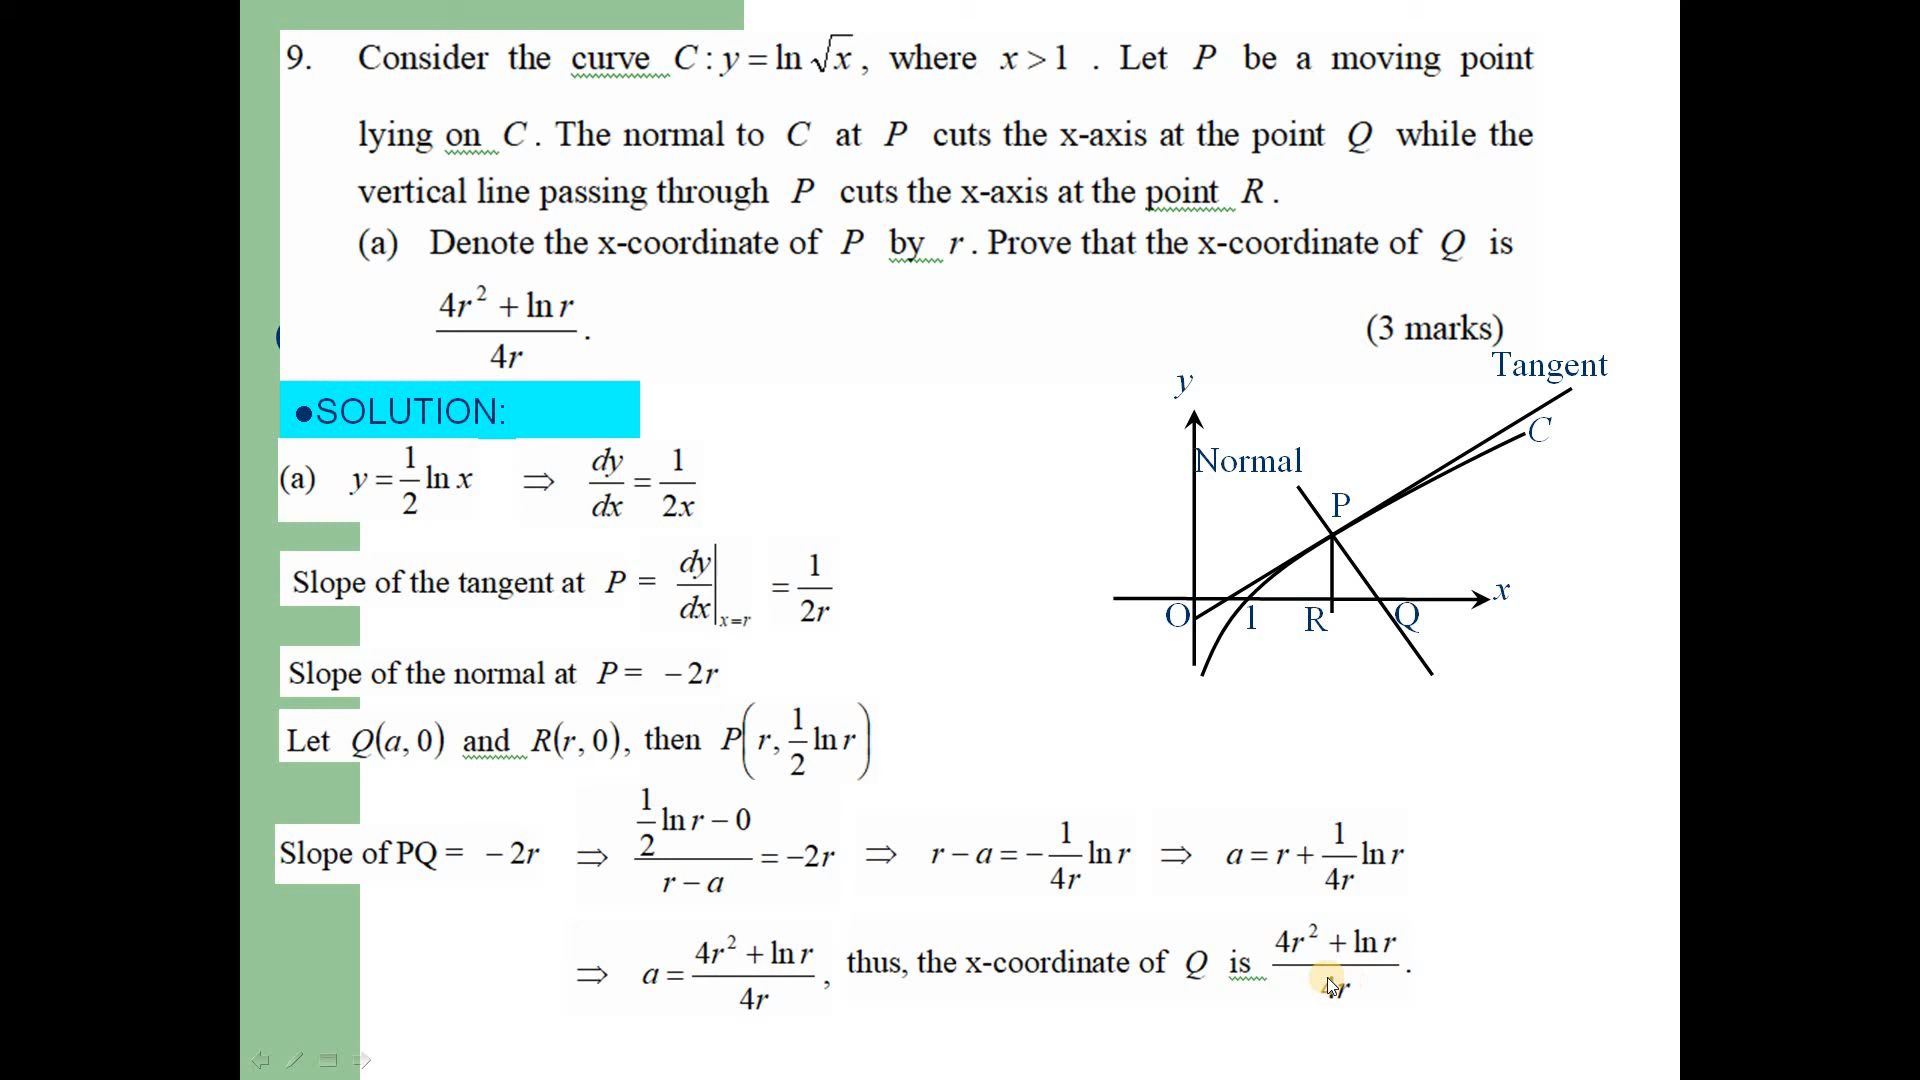 9. Consider the curve C : y = ln √x , where x > 1 . Let P be a moving point
lying on C . The normal to C at P cuts the x-axis at the point Q while the
vertical line passing through P cuts the x-axis at the point R .
(a) Denote the x-coordinate of P by r . Prove that the x-coordinate of Q is
(4r² + ln r)/(4r) .
(3 marks)
●SOLUTION:
(a) y = 1/2 ln x ⇒ dy/dx = 1/(2x)
Slope of the tangent at P = dy/dx|x=r = 1/(2r)
Slope of the normal at P = −2r
Let Q(a, 0) and R(r, 0), then P(r, 1/2 ln r)
Slope of PQ = −2r ⇒ (1/2 ln r − 0)/(r − a) = −2r ⇒ r − a = − 1/(4r) ln r ⇒ a = r + 1/(4r) ln r
⇒ a = (4r² + ln r)/(4r) , thus, the x-coordinate of Q is (4r² + ln r)/(4r) .
Tangent
y
C
Normal
P
x
O
1
R
Q